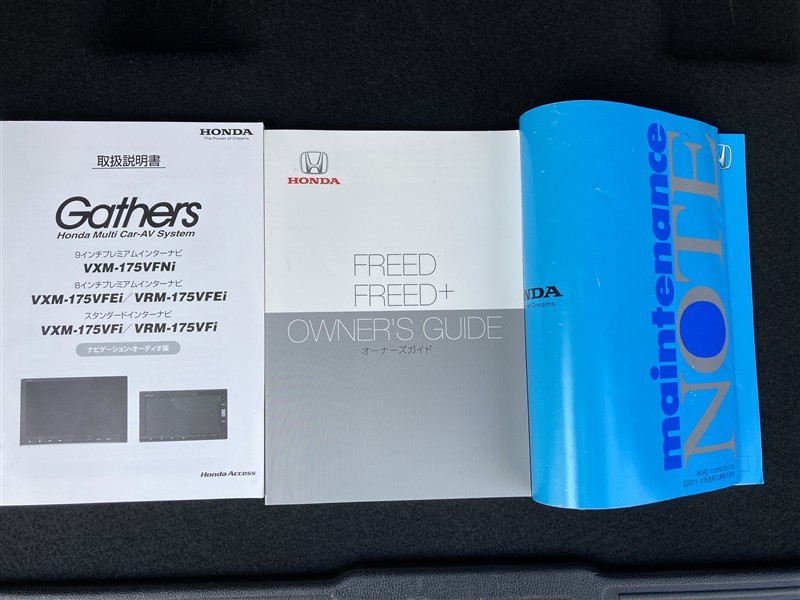 HONDA
The Power of Dreams
取扱説明書
Gathers
Honda Multi Car-AV System
9インチプレミアムインターナビ
VXM-175VFNi
8インチプレミアムインターナビ
VXM-175VFEi/VRM-175VFEi
スタンダードインターナビ
VXM-175VFi/VRM-175VFi
ナビゲーション・オーディオ編
Honda Access
HONDA
FREED
FREED+
OWNER'S GUIDE
オーナーズガイド
NDA
of Dreams
maintenance
NOTE